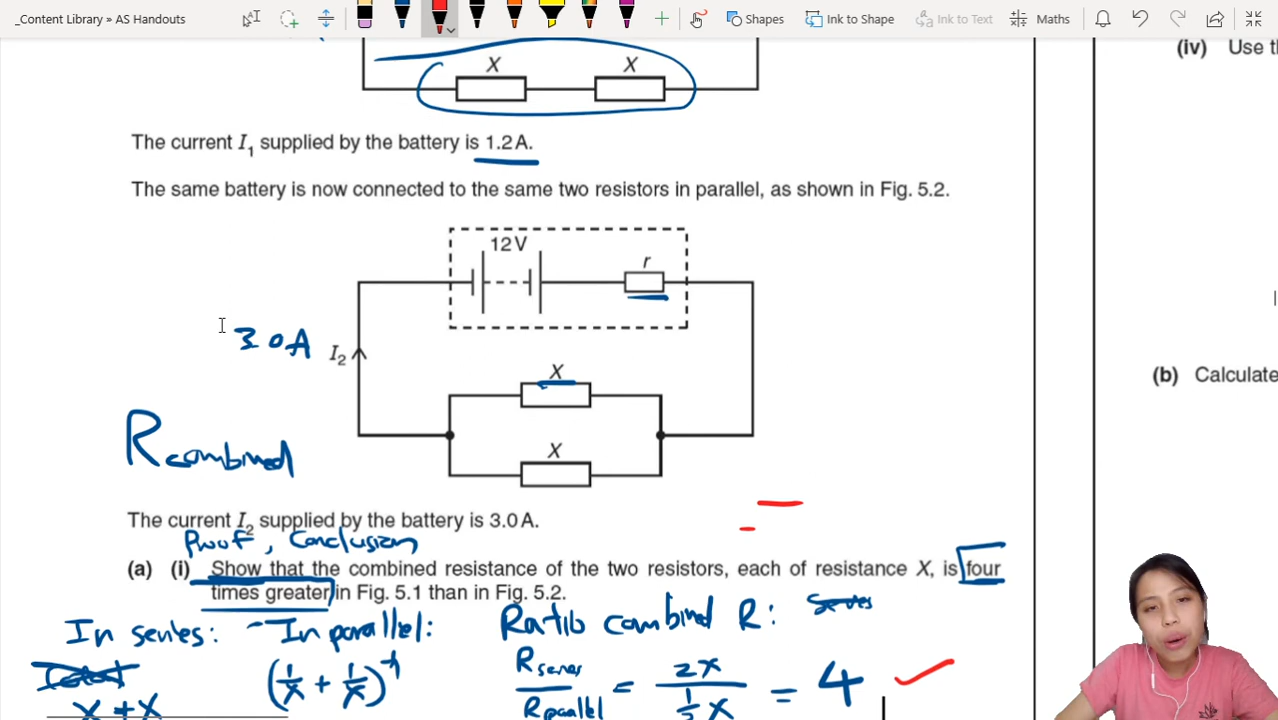 _Content Library » AS Handouts
Shapes
Ink to Shape
Ink to Text
Maths
X X
The current I1 supplied by the battery is 1.2 A.
The same battery is now connected to the same two resistors in parallel, as shown in Fig. 5.2.
12 V
r
3.0A
I2
X
Rcombined
X
The current I2 supplied by the battery is 3.0 A.
Proof, Conclusion
(a) (i) Show that the combined resistance of the two resistors, each of resistance X, is four
times greater in Fig. 5.1 than in Fig. 5.2.
In series: - In parallel:
Ratio combind R:
x + x
(1/x + 1/x)^-1
Rseries / Rparallel = 2x / ½x = 4
(iv) Use t
(b) Calculate